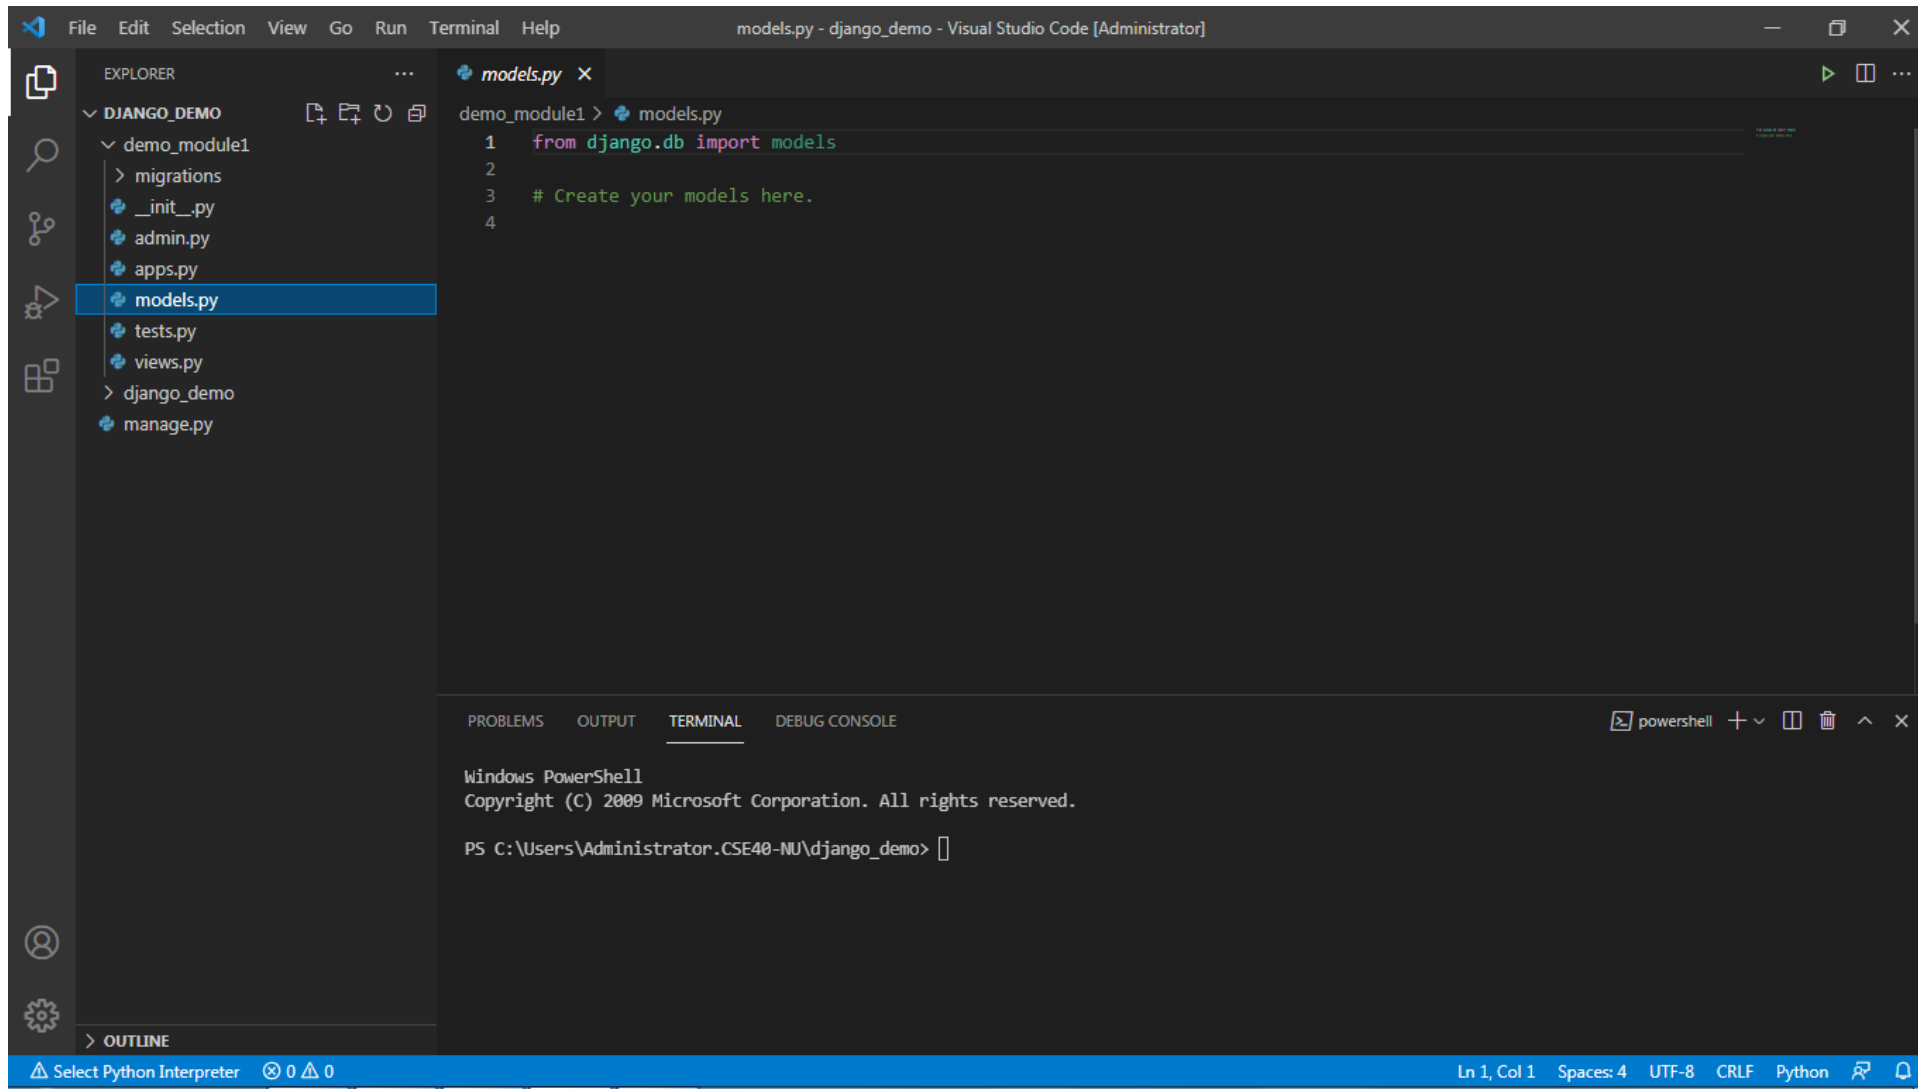 File Edit Selection View Go Run Terminal Help models.py - django_demo - Visual Studio Code [Administrator]
EXPLORER
DJANGO_DEMO
demo_module1
migrations
__init__.py
admin.py
apps.py
models.py
tests.py
views.py
django_demo
manage.py
OUTLINE
models.py
demo_module1 > models.py
1 from django.db import models
2
3 # Create your models here.
4
PROBLEMS OUTPUT TERMINAL DEBUG CONSOLE powershell
Windows PowerShell
Copyright (C) 2009 Microsoft Corporation. All rights reserved.
PS C:\Users\Administrator.CSE40-NU\django_demo>
Select Python Interpreter 0 0 Ln 1, Col 1 Spaces: 4 UTF-8 CRLF Python